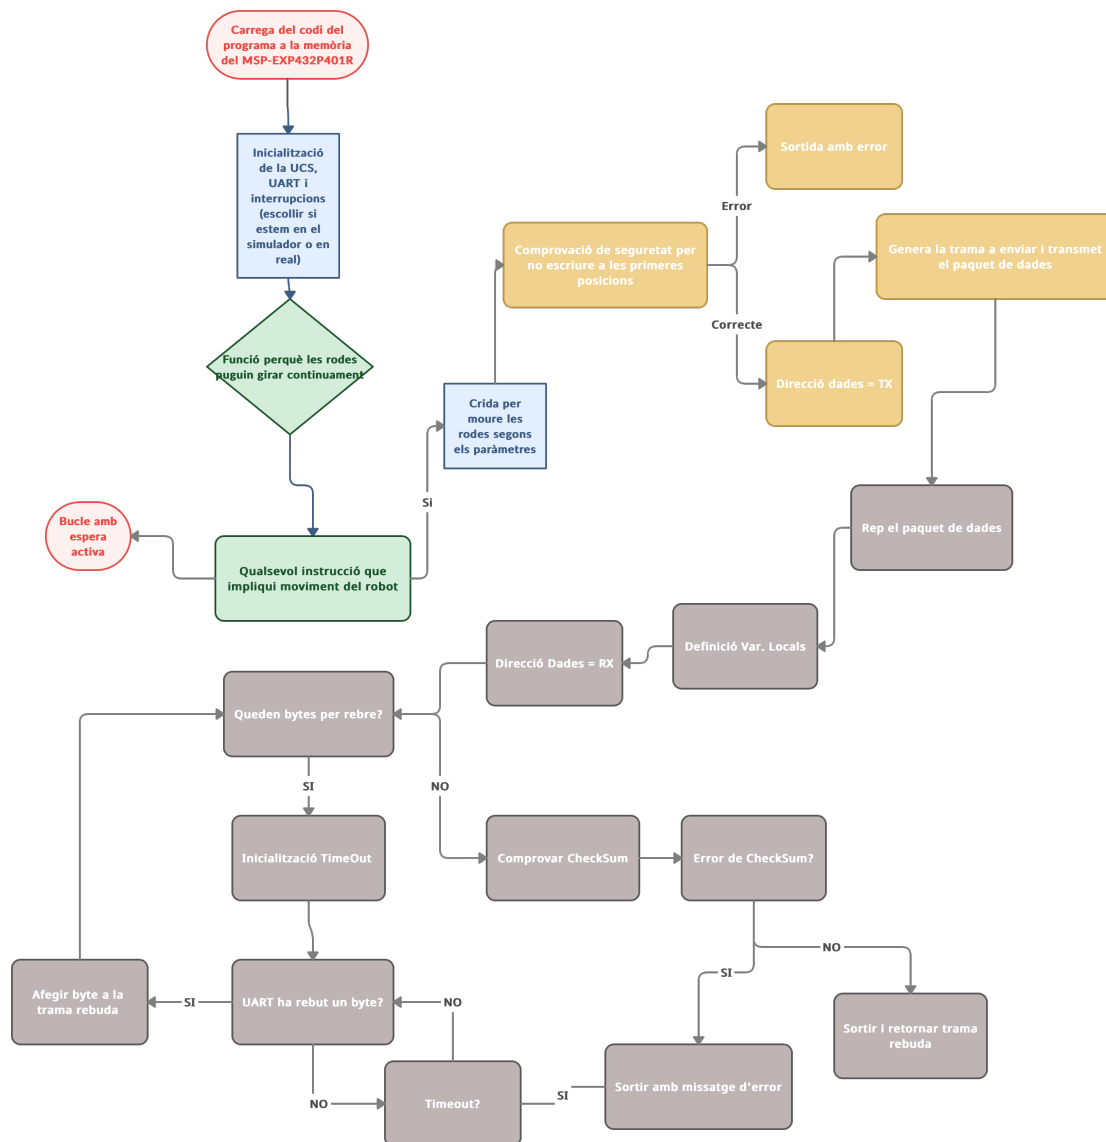 Carrega del codi del
programa a la memòria
del MSP-EXP432P401R
Inicialització
de la UCS,
UART i
interrupcions
(escollir si
estem en el
simulador o en
real)
Funció perquè les rodes
puguin girar continuament
Qualsevol instrucció que
impliqui moviment del robot
Bucle amb
espera
activa
Si
Crida per
moure les
rodes segons
els paràmetres
Comprovació de seguretat per
no escriure a les primeres
posicions
Error
Sortida amb error
Correcte
Direcció dades = TX
Genera la trama a enviar i transmet
el paquet de dades
Rep el paquet de dades
Definició Var. Locals
Direcció Dades = RX
Queden bytes per rebre?
SI
NO
Inicialització TimeOut
Comprovar CheckSum
Error de CheckSum?
NO
SI
Afegir byte a la
trama rebuda
SI
UART ha rebut un byte?
NO
Sortir i retornar trama
rebuda
Sortir amb missatge d'error
NO
Timeout?
SI